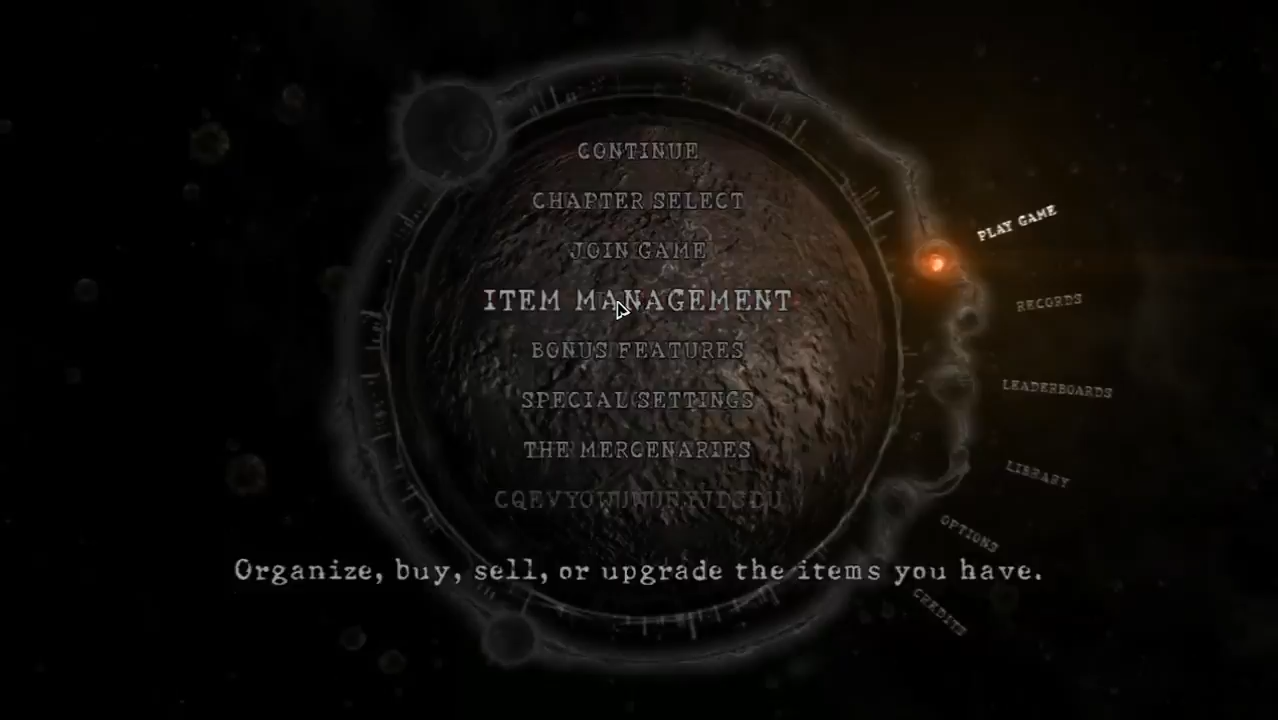 CONTINUE
CHAPTER SELECT
JOIN GAME
ITEM MANAGEMENT
BONUS FEATURES
SPECIAL SETTINGS
THE MERCENARIES
Organize, buy, sell, or upgrade the items you have.
PLAY GAME
RECORDS
LEADERBOARDS
LIBRARY
OPTIONS
CREDITS